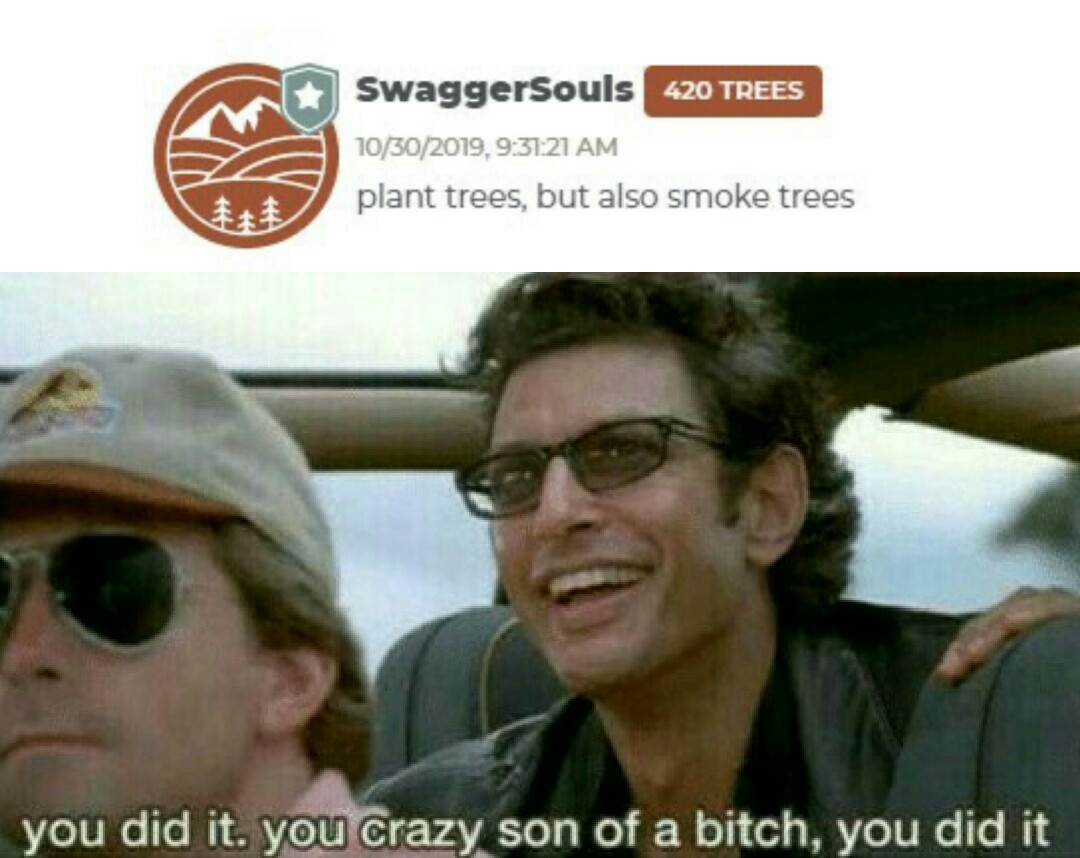 SwaggerSouls 420 TREES
10/30/2019, 9:31:21 AM
plant trees, but also smoke trees
you did it. you crazy son of a bitch, you did it